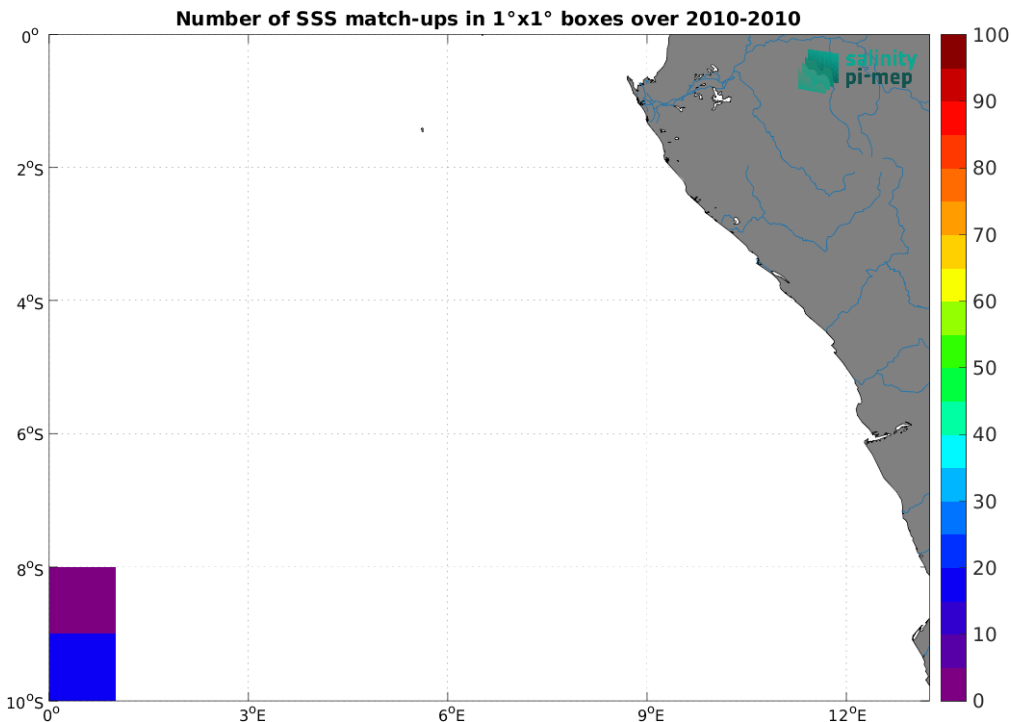 Number of SSS match-ups in 1°x1° boxes over 2010-2010
salinity
pi-mep
0°
2°S
4°S
6°S
8°S
10°S
0°
3°E
6°E
9°E
12°E
100
90
80
70
60
50
40
30
20
10
0